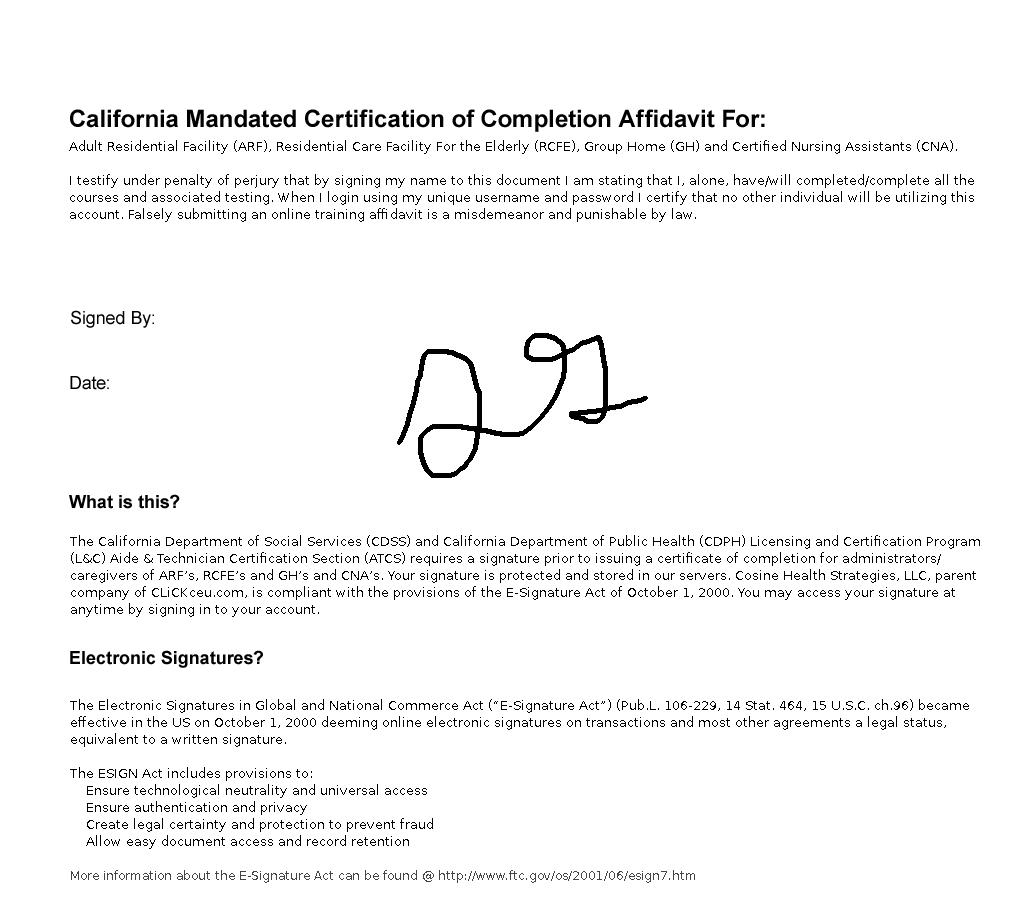 California Mandated Certification of Completion Affidavit For:
Adult Residential Facility (ARF), Residential Care Facility For the Elderly (RCFE), Group Home (GH) and Certified Nursing Assistants (CNA).
I testify under penalty of perjury that by signing my name to this document I am stating that I, alone, have/will completed/complete all the
courses and associated testing. When I login using my unique username and password I certify that no other individual will be utilizing this
account. Falsely submitting an online training affidavit is a misdemeanor and punishable by law.
Signed By:
Date:
What is this?
The California Department of Social Services (CDSS) and California Department of Public Health (CDPH) Licensing and Certification Program
(L&C) Aide & Technician Certification Section (ATCS) requires a signature prior to issuing a certificate of completion for administrators/
caregivers of ARF's, RCFE's and GH's and CNA's. Your signature is protected and stored in our servers. Cosine Health Strategies, LLC, parent
company of CLiCKceu.com, is compliant with the provisions of the E-Signature Act of October 1, 2000. You may access your signature at
anytime by signing in to your account.
Electronic Signatures?
The Electronic Signatures in Global and National Commerce Act (“E-Signature Act”) (Pub.L. 106-229, 14 Stat. 464, 15 U.S.C. ch.96) became
effective in the US on October 1, 2000 deeming online electronic signatures on transactions and most other agreements a legal status,
equivalent to a written signature.
The ESIGN Act includes provisions to:
Ensure technological neutrality and universal access
Ensure authentication and privacy
Create legal certainty and protection to prevent fraud
Allow easy document access and record retention
More information about the E-Signature Act can be found @ http://www.ftc.gov/os/2001/06/esign7.htm